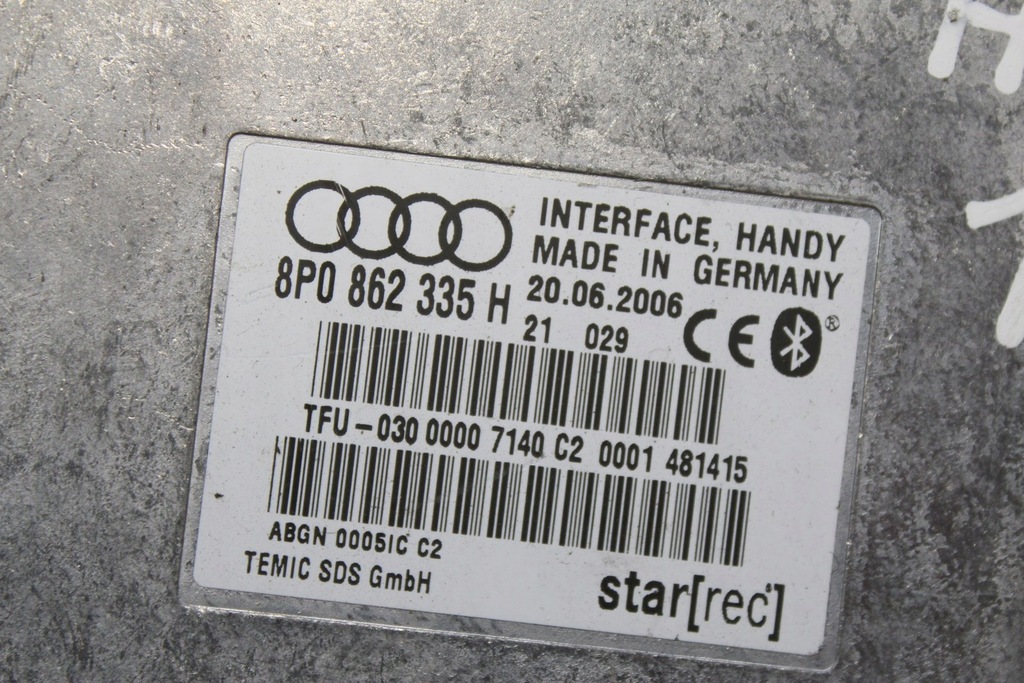 INTERFACE, HANDY
MADE IN GERMANY
8P0 862 335 H 20.06.2006
21 029 CE ®
TFU-030 0000 7140 C2 0001 481415
ABGN 0005IC C2
TEMIC SDS GmbH
star[rec]